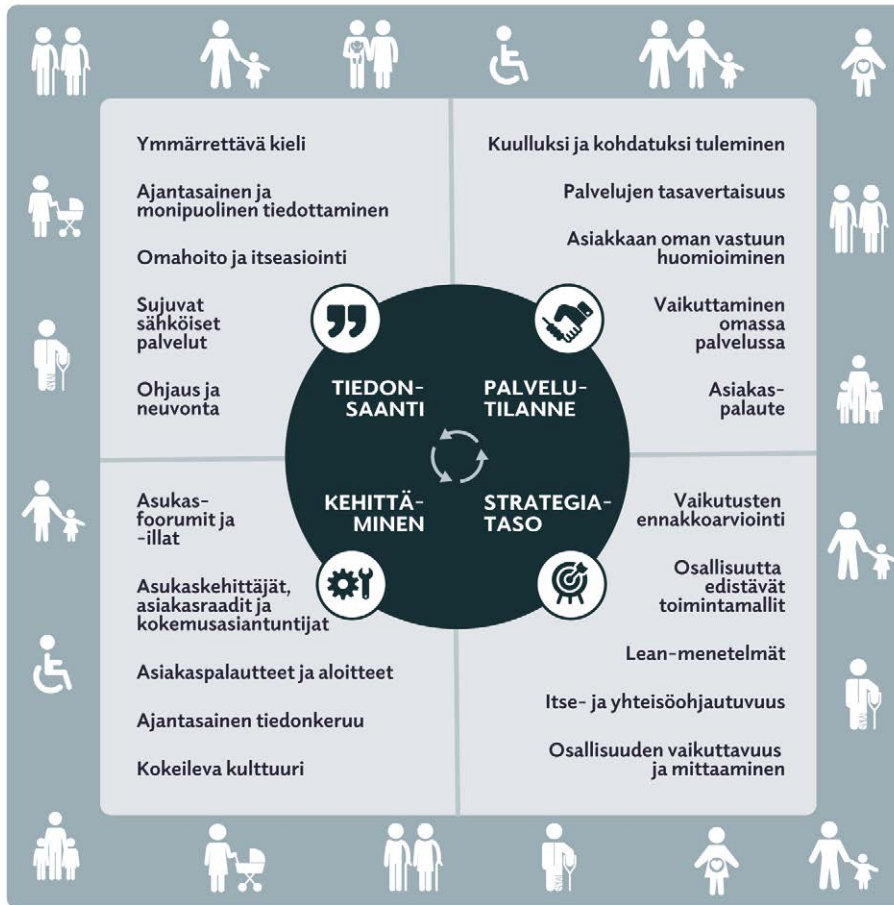 Ymmärrettävä kieli
Ajantasainen ja
monipuolinen tiedottaminen
Omahoito ja itseasiointi
Sujuvat
sähköiset
palvelut
Ohjaus ja
neuvonta
TIEDON-
SAANTI
Kuulluksi ja kohdatuksi tuleminen
Palvelujen tasavertaisuus
Asiakkaan oman vastuun
huomioiminen
Vaikuttaminen
omassa
palvelussa
Asiakas-
palaute
PALVELU-
TILANNE
KEHITTÄ-
MINEN
Asukas-
foorumit ja
-illat
Asukaskehittäjät,
asiakasraadit ja
kokemusasiantuntijat
Asiakaspalautteet ja aloitteet
Ajantasainen tiedonkeruu
Kokeileva kulttuuri
STRATEGIA-
TASO
Vaikutusten
ennakkoarviointi
Osallisuutta
edistävät
toimintamallit
Lean-menetelmät
Itse- ja yhteisöohjautuvuus
Osallisuuden vaikuttavuus
ja mittaaminen